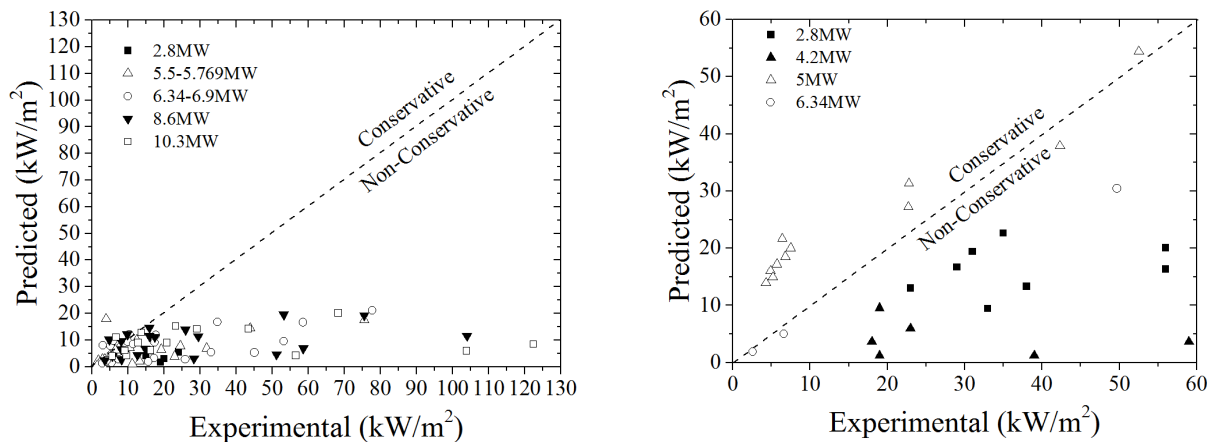 130
120
110
100
90
80
70
60
50
40
30
20
10
0
Predicted (kW/m²)
2.8MW
5.5-5.769MW
6.34-6.9MW
8.6MW
10.3MW
Conservative
Non-Conservative
0 10 20 30 40 50 60 70 80 90 100 110 120 130
Experimental (kW/m²)
60
50
40
30
20
10
0
Predicted (kW/m²)
2.8MW
4.2MW
5MW
6.34MW
Conservative
Non-Conservative
0 10 20 30 40 50 60
Experimental (kW/m²)